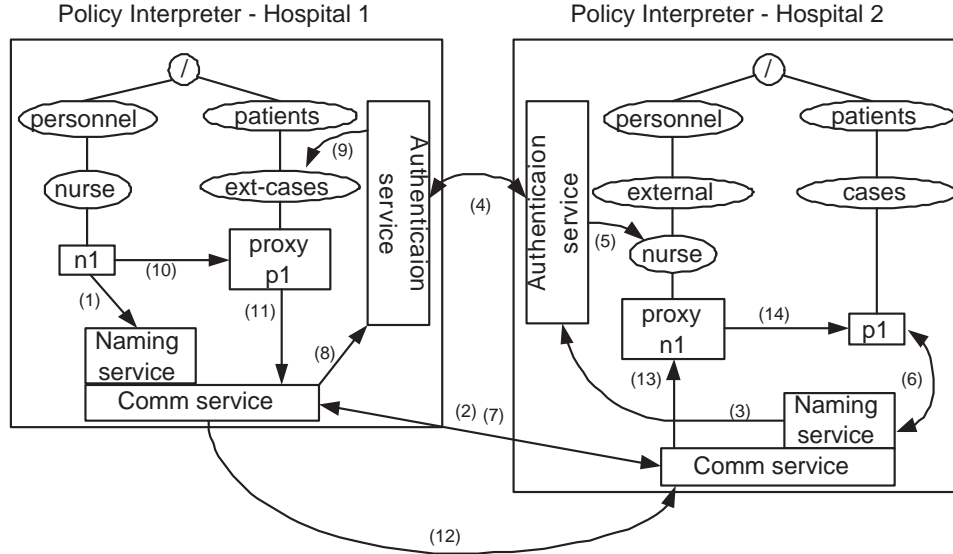 Policy Interpreter - Hospital 1
/
personnel
patients
(9)
nurse
ext-cases
Authenticaion
service
n1
(10)
proxy
p1
(1)
(11)
Naming
service
(8)
Comm service
(4)
(2) (7)
(12)
Policy Interpreter - Hospital 2
/
personnel
patients
Authenticaion
service
external
cases
(5)
nurse
proxy
n1
(14)
p1
(13)
(6)
(3)
Naming
service
Comm service